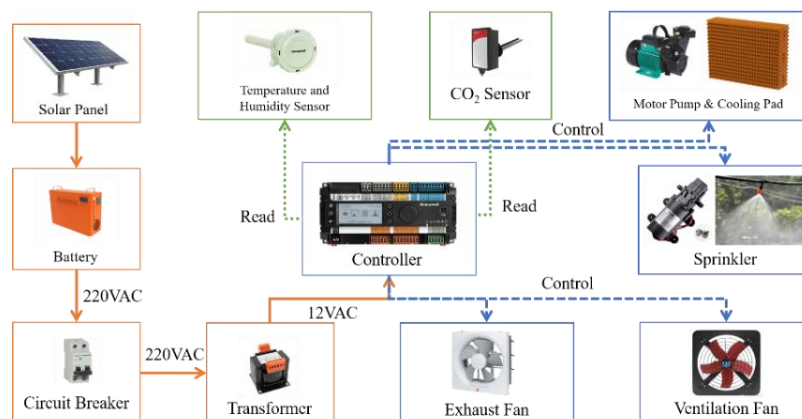 Solar Panel
Temperature and
Humidity Sensor
CO₂ Sensor
Motor Pump & Cooling Pad
Control
Read
Read
Battery
Controller
Sprinkler
220VAC
12VAC
Control
220VAC
Circuit Breaker
Transformer
Exhaust Fan
Ventilation Fan